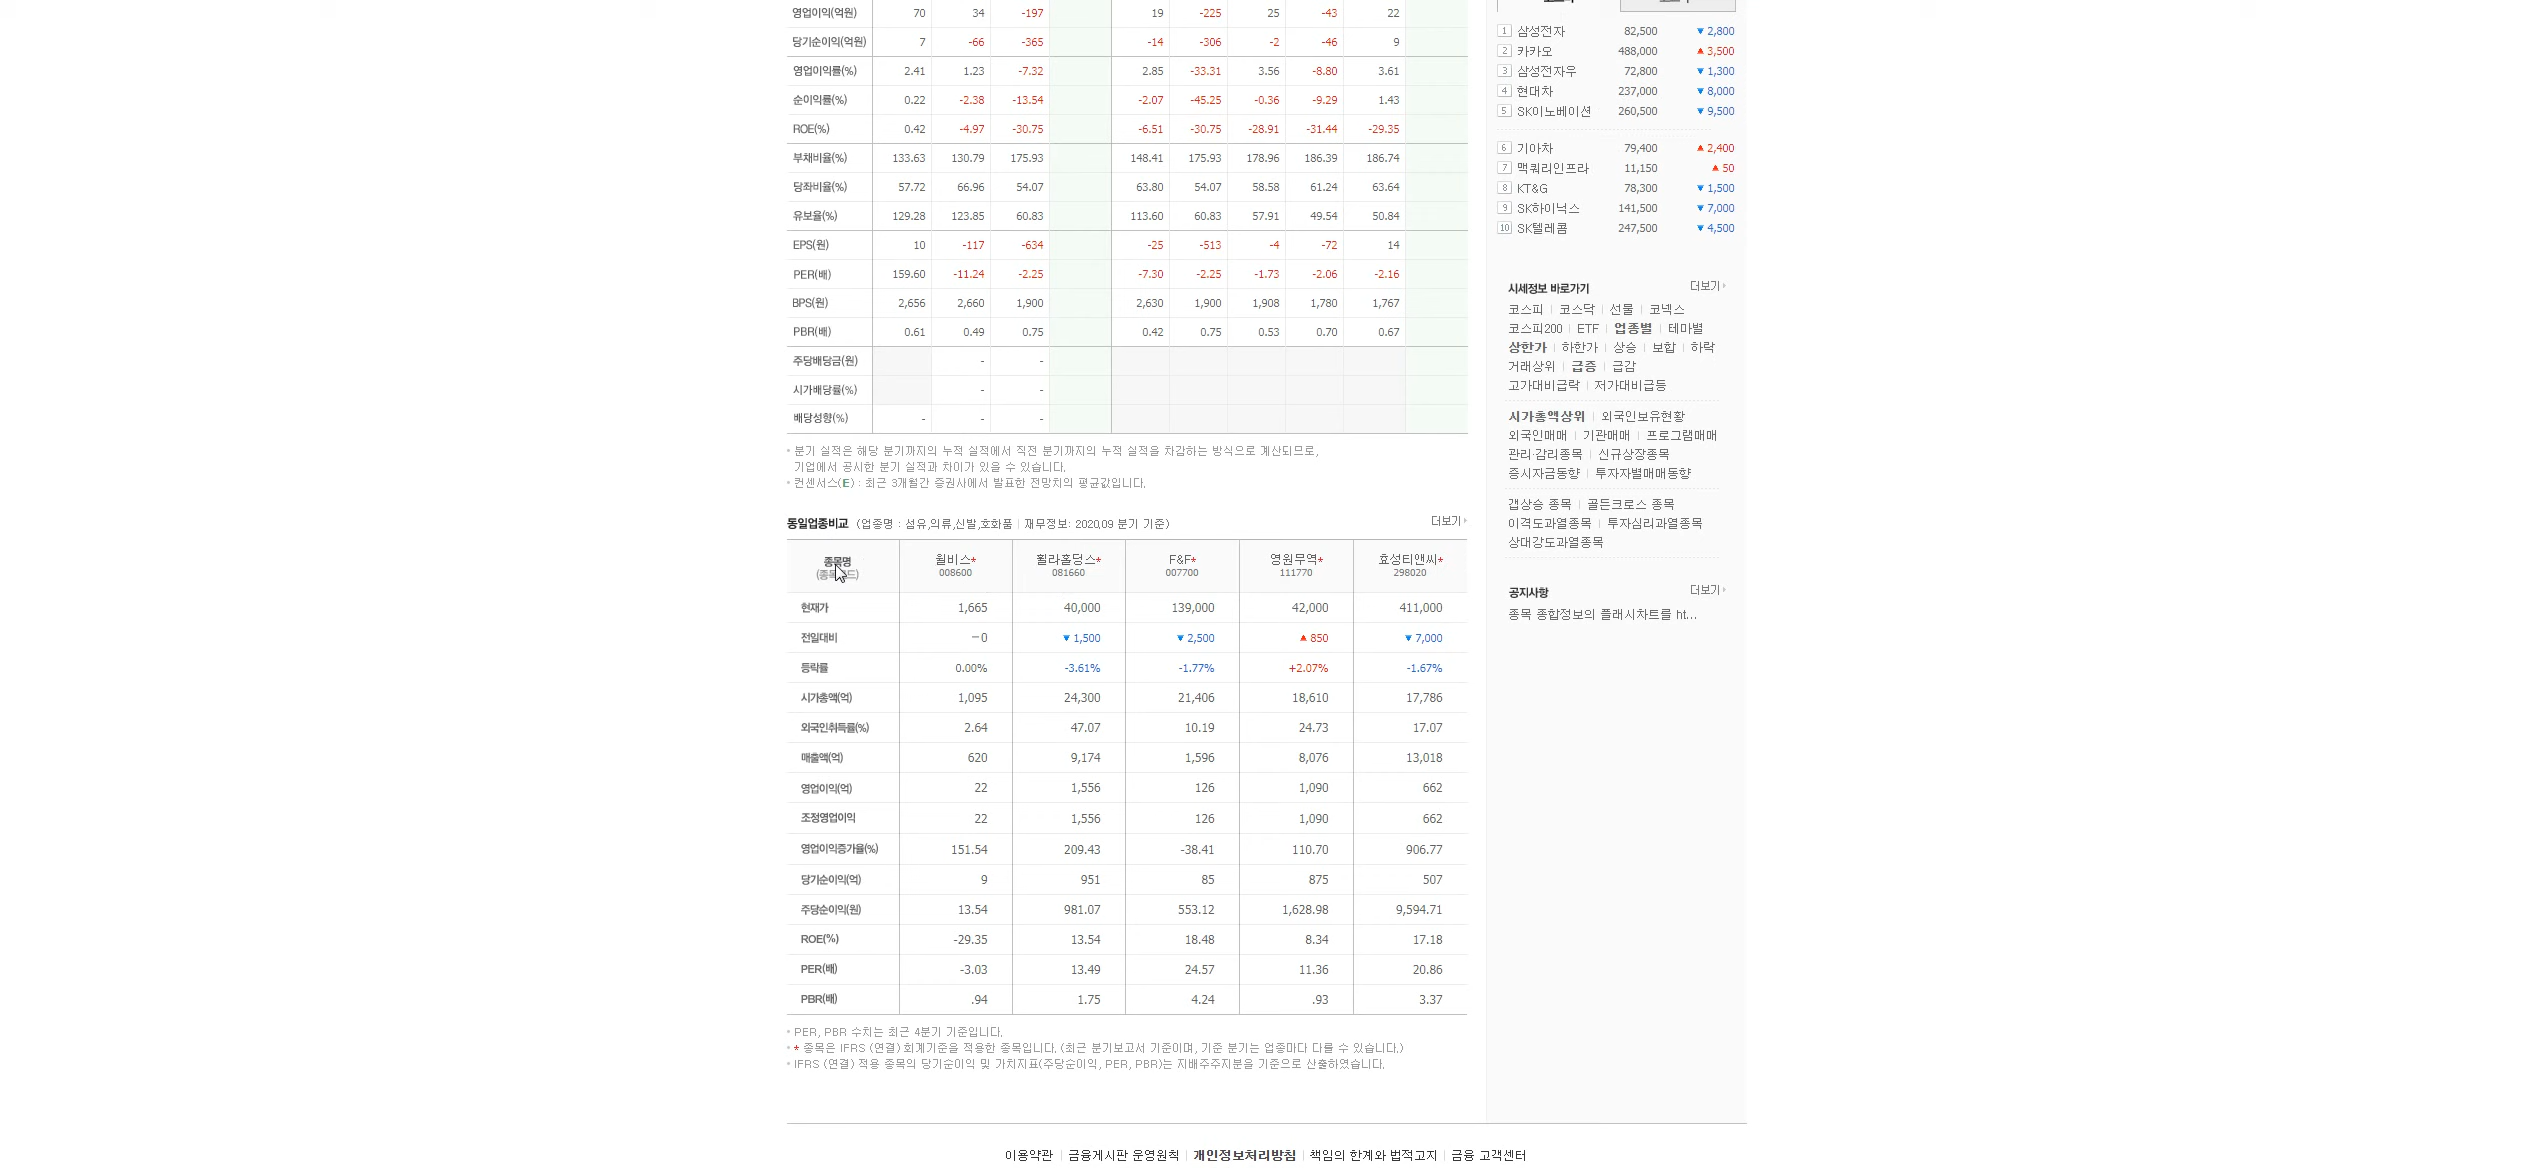 영업이익(억원) 70 34 -197 19 -225 25 -43 22
당기순이익(억원) 7 -66 -365 -14 -306 -2 -46 9
영업이익률(%) 2.41 1.23 -7.32 2.85 -33.31 3.56 -8.80 3.61
순이익률(%) 0.22 -2.38 -13.54 -2.07 -45.25 -0.36 -9.29 1.43
ROE(%) 0.42 -4.97 -30.75 -6.51 -30.75 -28.91 -31.44 -29.35
부채비율(%) 133.63 130.79 175.93 148.41 175.93 178.96 186.39 186.74
당좌비율(%) 57.72 66.96 54.07 63.80 54.07 58.58 61.24 63.64
유보율(%) 129.28 123.85 60.83 113.60 60.83 57.91 49.54 50.84
EPS(원) 10 -117 -634 -25 -513 -4 -72 14
PER(배) 159.60 -11.24 -2.25 -7.30 -2.25 -1.73 -2.06 -2.16
BPS(원) 2,656 2,660 1,900 2,630 1,900 1,908 1,780 1,767
PBR(배) 0.61 0.49 0.75 0.42 0.75 0.53 0.70 0.67
주당배당금(원) - -
시가배당률(%) - -
배당성향(%) - - -
분기 실적은 해당 분기까지의 누적 실적에서 직전 분기까지의 누적 실적을 차감하는 방식으로 계산되므로,
기업에서 공시한 분기 실적과 차이가 있을 수 있습니다.
컨센서스(E) : 최근 3개월간 증권사에서 발표한 전망치의 평균값입니다.
동일업종비교 (업종명 : 섬유,의류,신발,호화품 | 재무정보: 2020.09 분기 기준) 더보기
종목명 윌비스* 휠라홀딩스* F&F* 영원무역* 효성티앤씨*
008600 081660 007700 111770 298020
현재가 1,665 40,000 139,000 42,000 411,000
전일대비 －0 ▼1,500 ▼2,500 ▲850 ▼7,000
등락률 0.00% -3.61% -1.77% +2.07% -1.67%
시가총액(억) 1,095 24,300 21,406 18,610 17,786
외국인취득률(%) 2.64 47.07 10.19 24.73 17.07
매출액(억) 620 9,174 1,596 8,076 13,018
영업이익(억) 22 1,556 126 1,090 662
조정영업이익 22 1,556 126 1,090 662
영업이익증가율(%) 151.54 209.43 -38.41 110.70 906.77
당기순이익(억) 9 951 85 875 507
주당순이익(원) 13.54 981.07 553.12 1,628.98 9,594.71
ROE(%) -29.35 13.54 18.48 8.34 17.18
PER(배) -3.03 13.49 24.57 11.36 20.86
PBR(배) .94 1.75 4.24 .93 3.37
PER, PBR 수치는 최근 4분기 기준입니다.
* 종목은 IFRS (연결) 회계기준을 적용한 종목입니다. (최근 분기보고서 기준이며, 기준 분기는 업종마다 다를 수 있습니다.)
IFRS (연결) 적용 종목의 당기순이익 및 가치지표(주당순이익, PER, PBR)는 지배주주지분을 기준으로 산출하였습니다.
1 삼성전자 82,500 ▼2,800
2 카카오 488,000 ▲3,500
3 삼성전자우 72,800 ▼1,300
4 현대차 237,000 ▼8,000
5 SK이노베이션 260,500 ▼9,500
6 기아차 79,400 ▲2,400
7 맥쿼리인프라 11,150 ▲50
8 KT&G 78,300 ▼1,500
9 SK하이닉스 141,500 ▼7,000
10 SK텔레콤 247,500 ▼4,500
시세정보 바로가기 더보기
코스피 | 코스닥 | 선물 | 코넥스
코스피200 | ETF | 업종별 | 테마별
상한가 | 하한가 | 상승 | 보합 | 하락
거래상위 | 급증 | 급감
고가대비급락 | 저가대비급등
시가총액상위 | 외국인보유현황
외국인매매 | 기관매매 | 프로그램매매
관리·감리종목 | 신규상장종목
증시자금동향 | 투자자별매매동향
갭상승 종목 | 골든크로스 종목
이격도과열종목 | 투자심리과열종목
상대강도과열종목
공지사항 더보기
종목 종합정보의 플래시차트를 ht...
이용약관 | 금융게시판 운영원칙 | 개인정보처리방침 | 책임의 한계와 법적고지 | 금융 고객센터